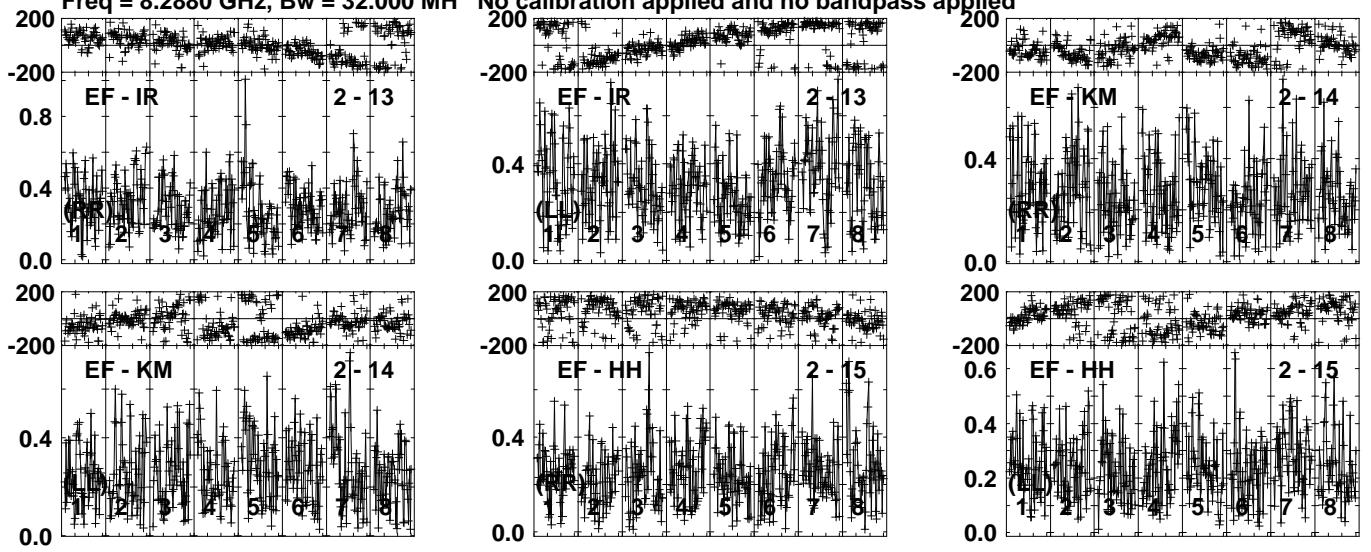 Freq = 8.2880 GHz, Bw = 32.000 MH No calibration applied and no bandpass applied
200
-200
EF - IR 2 - 13
0.8
0.4
0.0
(RR)
1 2 3 4 5 6 7 8
200
-200
EF - IR 2 - 13
0.4
0.0
(LL)
1 2 3 4 5 6 7 8
200
-200
EF - KM 2 - 14
0.4
0.0
(RR)
1 2 3 4 5 6 7 8
200
-200
EF - KM 2 - 14
0.4
0.0
(LL)
1 2 3 4 5 6 7 8
200
-200
EF - HH 2 - 15
0.4
0.0
(RR)
1 2 3 4 5 6 7 8
200
-200
EF - HH 2 - 15
0.6
0.4
0.2
0.0
(LL)
1 2 3 4 5 6 7 8